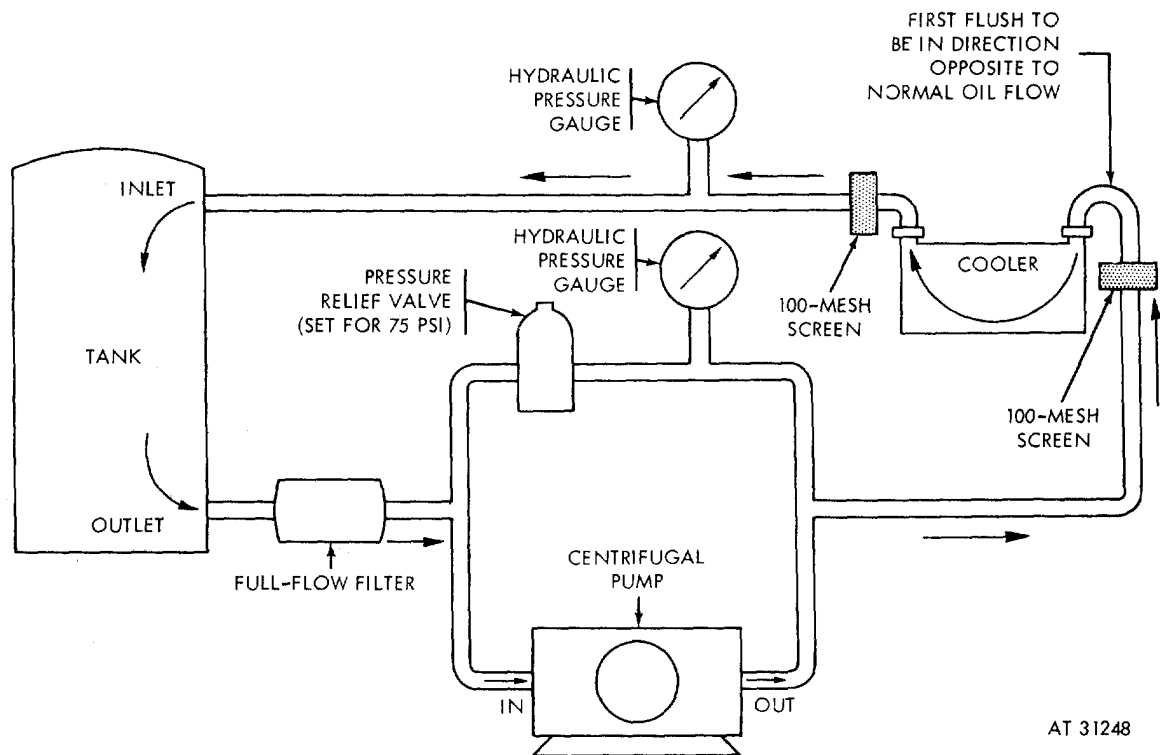 FIRST FLUSH TO
BE IN DIRECTION
OPPOSITE TO
NORMAL OIL FLOW
HYDRAULIC
PRESSURE
GAUGE
INLET
HYDRAULIC
PRESSURE
GAUGE
COOLER
PRESSURE
RELIEF VALVE
(SET FOR 75 PSI)
100-MESH
SCREEN
TANK
100-MESH
SCREEN
OUTLET
FULL-FLOW FILTER
CENTRIFUGAL
PUMP
IN
OUT
AT 31248